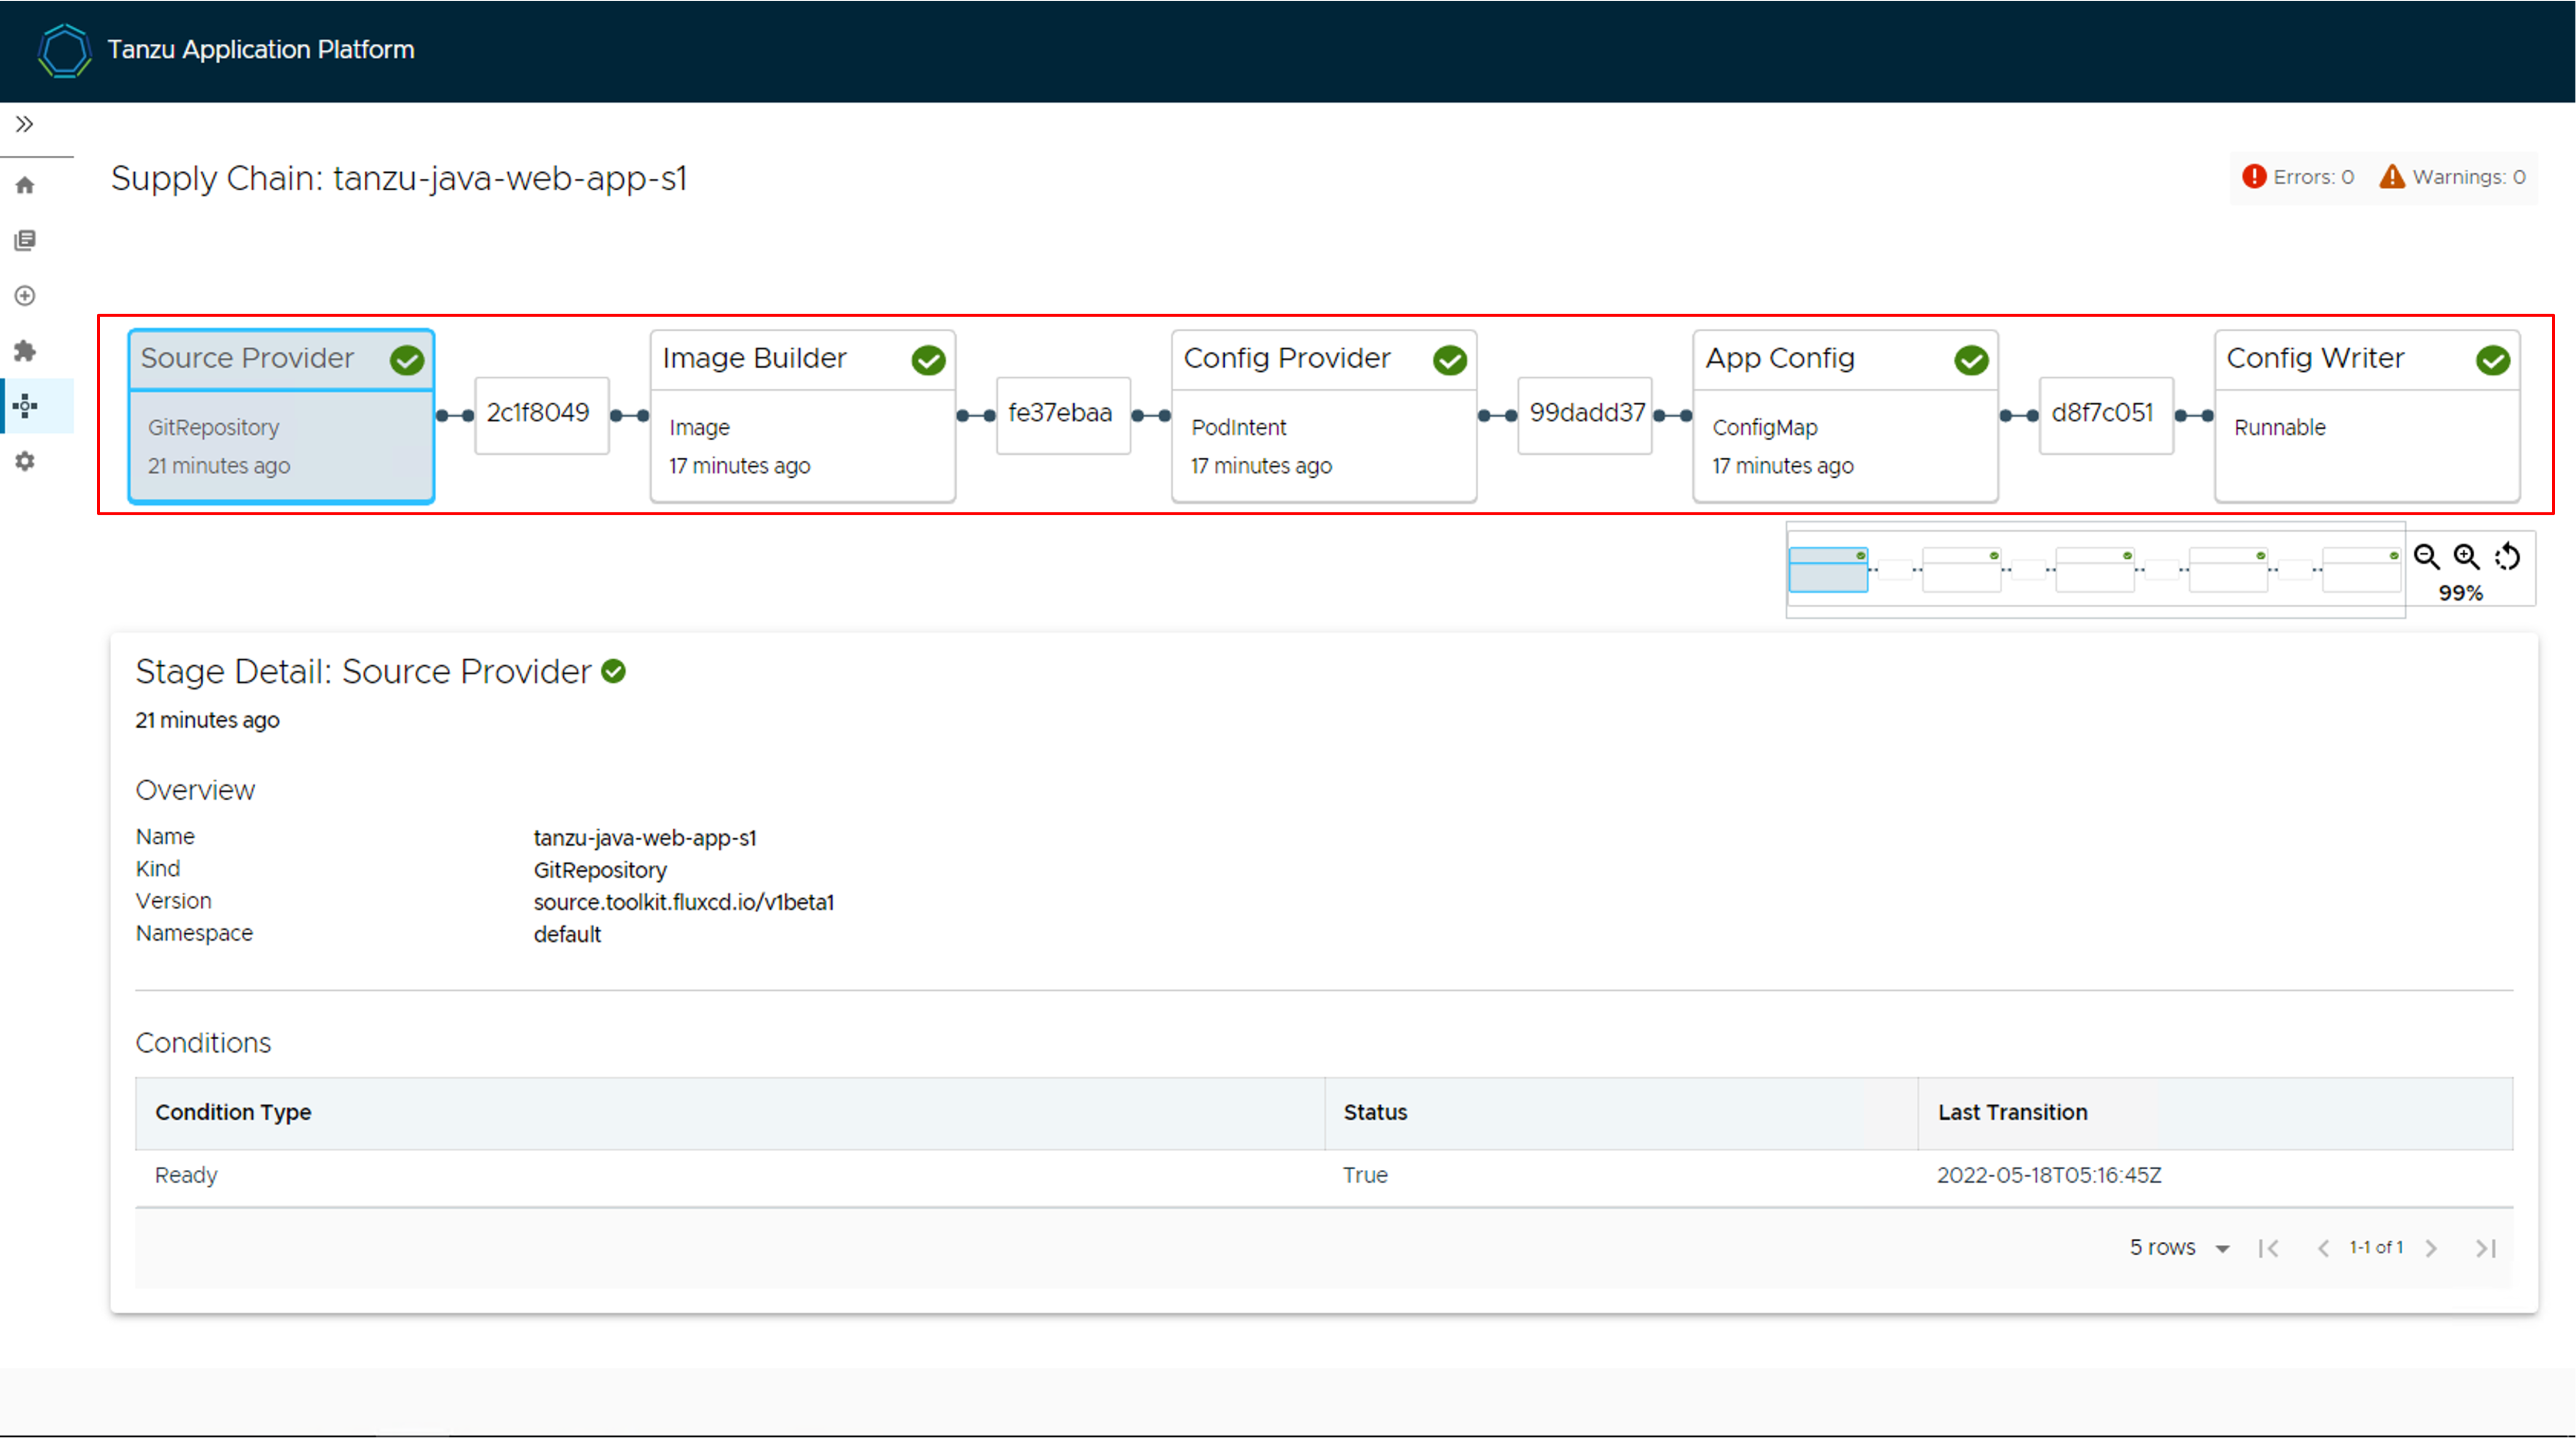 Tanzu Application Platform
Supply Chain: tanzu-java-web-app-s1
Errors: 0 Warnings: 0
Source Provider
GitRepository
21 minutes ago
2c1f8049
Image Builder
Image
17 minutes ago
fe37ebaa
Config Provider
PodIntent
17 minutes ago
99dadd37
App Config
ConfigMap
17 minutes ago
d8f7c051
Config Writer
Runnable
99%
Stage Detail: Source Provider
21 minutes ago
Overview
Name tanzu-java-web-app-s1
Kind GitRepository
Version source.toolkit.fluxcd.io/v1beta1
Namespace default
Conditions
Condition Type Status Last Transition
Ready True 2022-05-18T05:16:45Z
5 rows 1-1 of 1